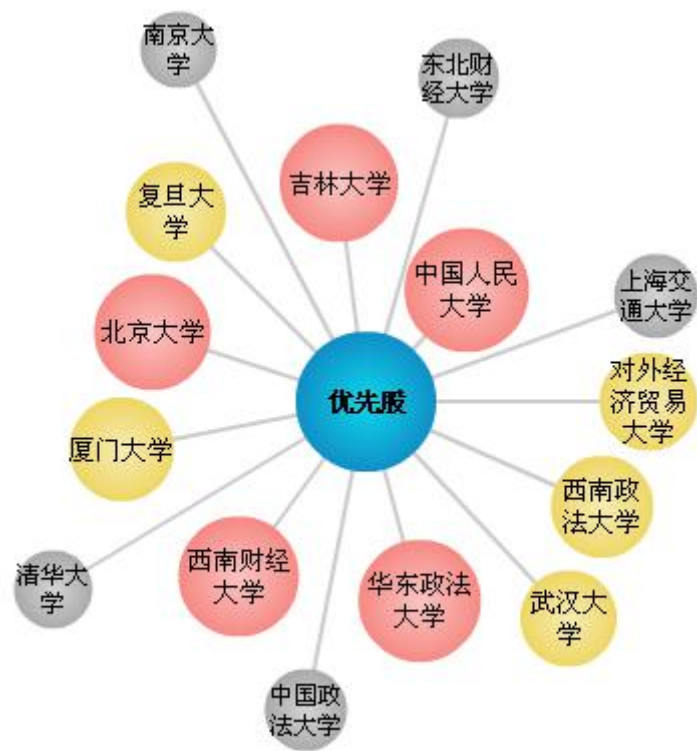 南京大
学
东北财
经大学
吉林大学
复旦大
学
中国人民
大学
上海交
通大学
北京大学
对外经
济贸易
大学
优先股
厦门大学
西南政
法大学
清华大
学
西南财经
大学
华东政法
大学
武汉大
学
中国政
法大学